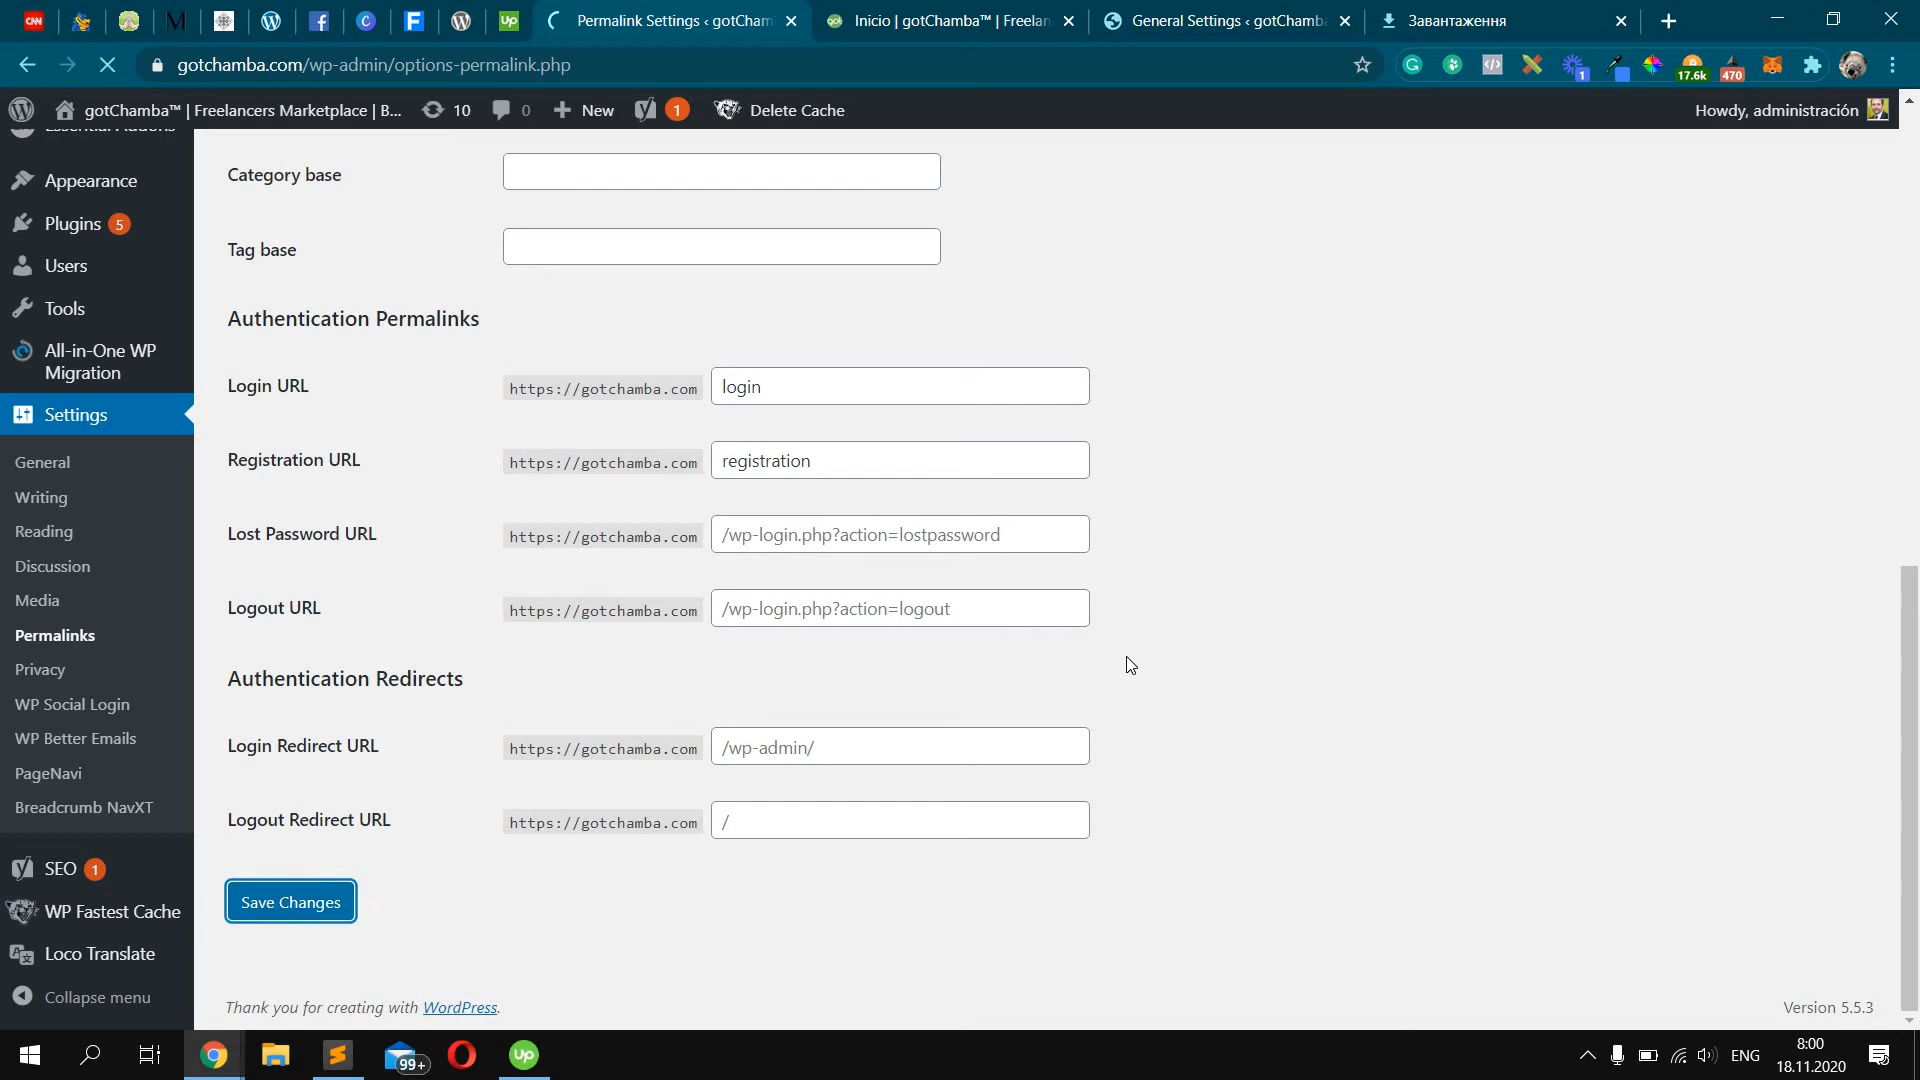 CNN
Permalink Settings ‹ gotCham
Inicio | gotChamba™ | Freelan
General Settings ‹ gotChamba
Завантаження
gotchamba.com/wp-admin/options-permalink.php
1
17.6k
470
gotChamba™ | Freelancers Marketplace | B...
10
0
New
1
Delete Cache
Howdy, administración
Essential Addons
Appearance
Plugins 5
Users
Tools
All-in-One WP
Migration
Settings
General
Writing
Reading
Discussion
Media
Permalinks
Privacy
WP Social Login
WP Better Emails
PageNavi
Breadcrumb NavXT
SEO 1
WP Fastest Cache
Loco Translate
Collapse menu
Category base
Tag base
Authentication Permalinks
Login URL https://gotchamba.com login
Registration URL https://gotchamba.com registration
Lost Password URL https://gotchamba.com /wp-login.php?action=lostpassword
Logout URL https://gotchamba.com /wp-login.php?action=logout
Authentication Redirects
Login Redirect URL https://gotchamba.com /wp-admin/
Logout Redirect URL https://gotchamba.com /
Save Changes
Thank you for creating with WordPress.
Version 5.5.3
99+
up
ENG
8:00
18.11.2020